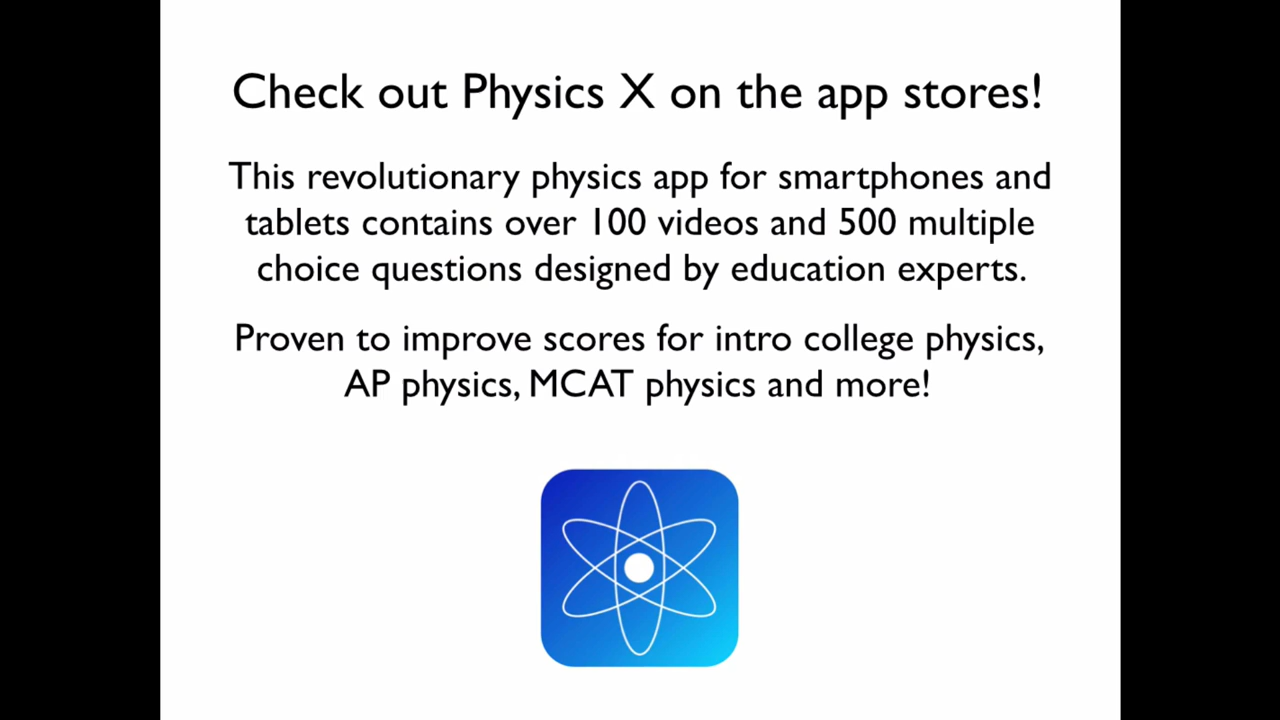 Check out Physics X on the app stores!
This revolutionary physics app for smartphones and
tablets contains over 100 videos and 500 multiple
choice questions designed by education experts.
Proven to improve scores for intro college physics,
AP physics, MCAT physics and more!